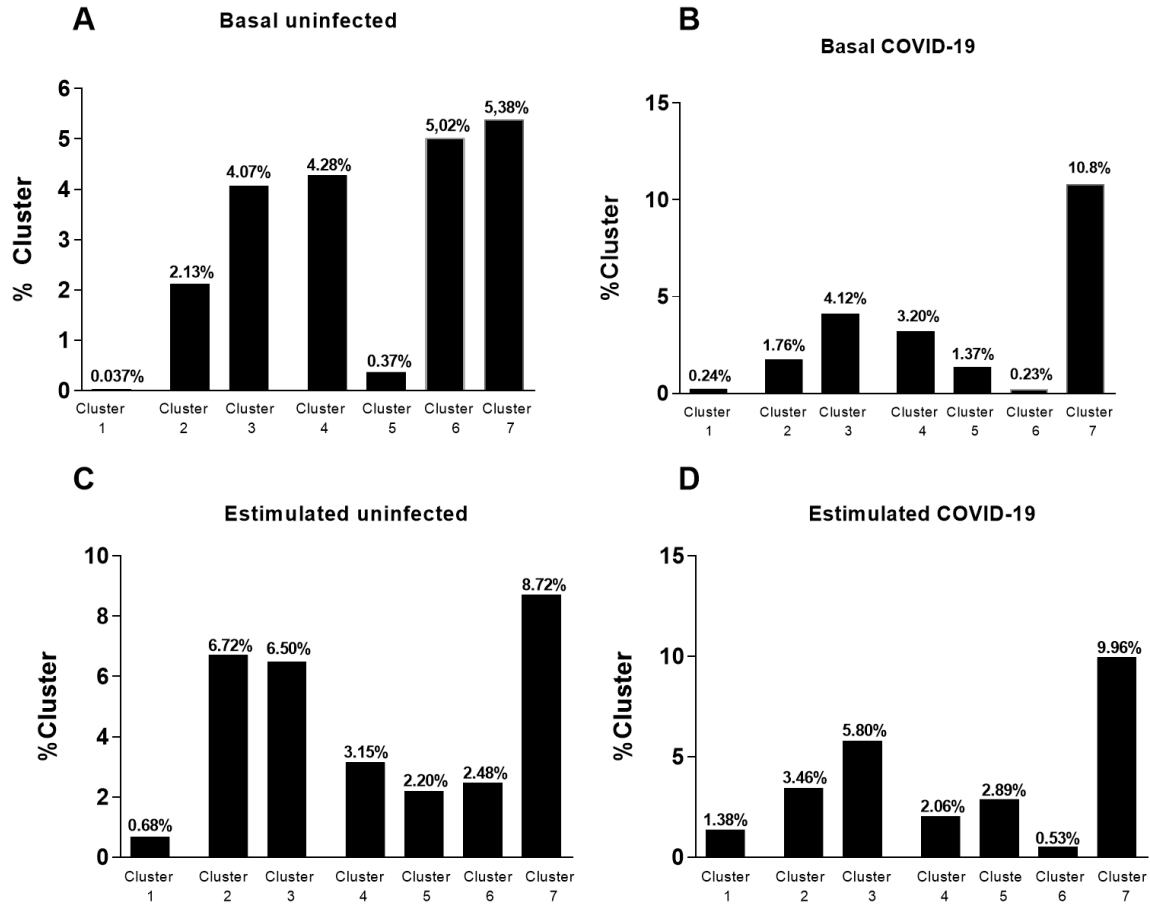 A
Basal uninfected
% Cluster
6
5
4
3
2
1
0
0.037%
2.13%
4.07%
4.28%
0.37%
5,02%
5,38%
Cluster
1
Cluster
2
Cluster
3
Cluster
4
Cluster
5
Cluster
6
Cluster
7
B
Basal COVID-19
%Cluster
15
10
5
0
0.24%
1.76%
4.12%
3.20%
1.37%
0.23%
10.8%
Cluster
1
Cluster
2
Cluster
3
Cluster
4
Cluster
5
Cluster
6
Cluster
7
C
Estimulated uninfected
%Cluster
10
8
6
4
2
0
0.68%
6.72%
6.50%
3.15%
2.20%
2.48%
8.72%
Cluster
1
Cluster
2
Cluster
3
Cluster
4
Cluster
5
Cluster
6
Cluster
7
D
Estimulated COVID-19
%Cluster
15
10
5
0
1.38%
3.46%
5.80%
2.06%
2.89%
0.53%
9.96%
Cluster
1
Cluster
2
Cluster
3
Cluster
4
Cluste
5
Cluster
6
Cluster
7